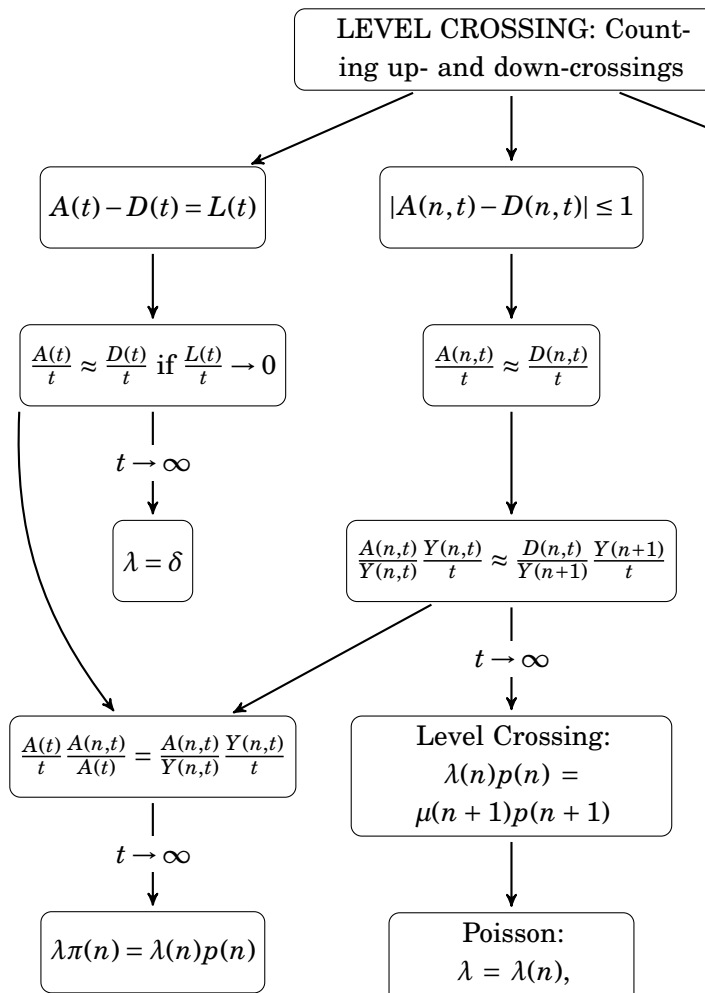 LEVEL CROSSING: Count-
ing up- and down-crossings
A(t) − D(t) = L(t)
|A(n,t) − D(n,t)| ≤ 1
A(t)/t ≈ D(t)/t if L(t)/t → 0
A(n,t)/t ≈ D(n,t)/t
t → ∞
λ = δ
A(n,t)/Y(n,t) Y(n,t)/t ≈ D(n,t)/Y(n+1) Y(n+1)/t
t → ∞
A(t)/t A(n,t)/A(t) = A(n,t)/Y(n,t) Y(n,t)/t
Level Crossing:
λ(n)p(n) =
μ(n + 1)p(n + 1)
t → ∞
λπ(n) = λ(n)p(n)
Poisson:
λ = λ(n),